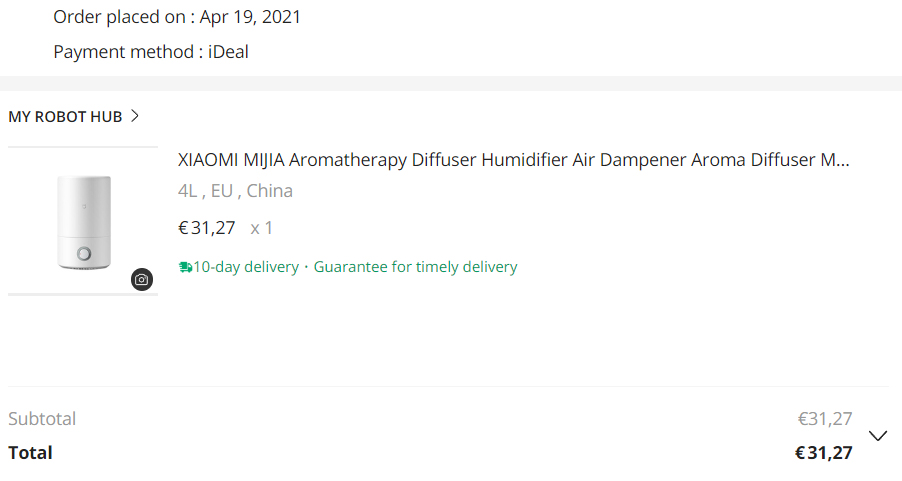 Order placed on : Apr 19, 2021
Payment method : iDeal
MY ROBOT HUB
XIAOMI MIJIA Aromatherapy Diffuser Humidifier Air Dampener Aroma Diffuser M...
4L , EU , China
€31,27 x 1
10-day delivery · Guarantee for timely delivery
Subtotal €31,27
Total €31,27